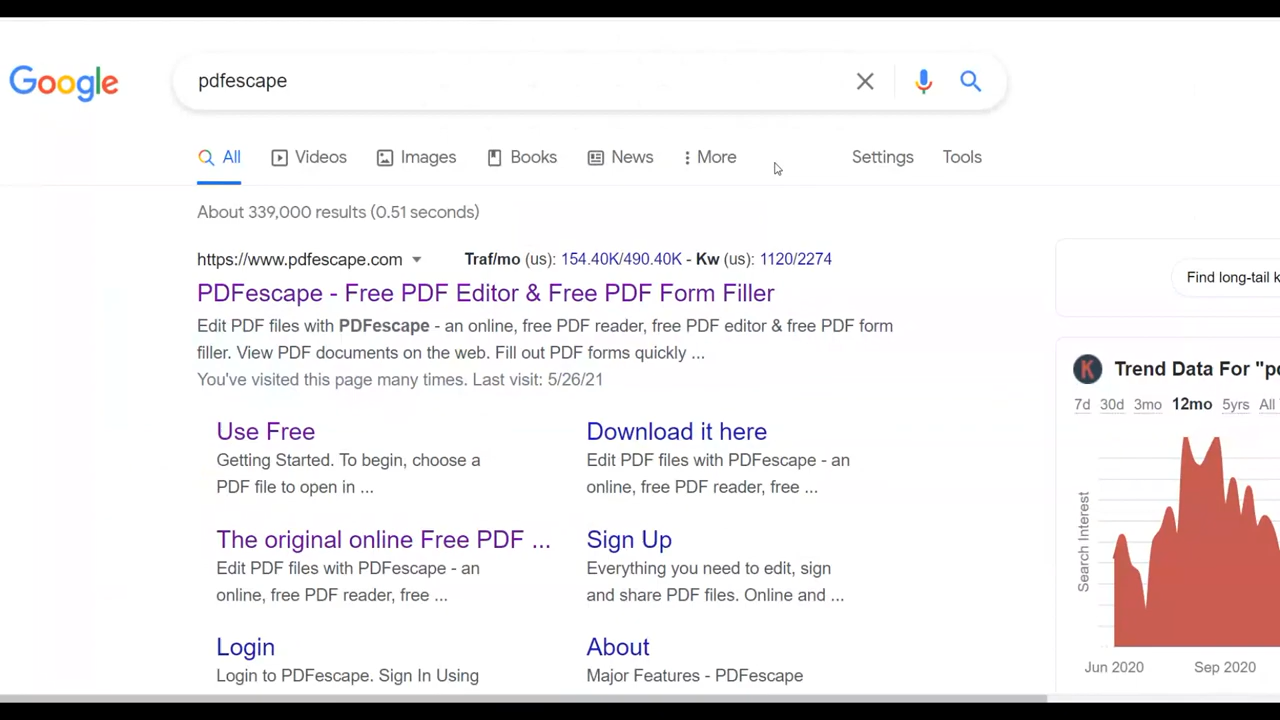 Google
pdfescape
All Videos Images Books News More Settings Tools
About 339,000 results (0.51 seconds)
https://www.pdfescape.com Traf/mo (us): 154.40K/490.40K - Kw (us): 1120/2274
PDFescape - Free PDF Editor & Free PDF Form Filler
Edit PDF files with PDFescape - an online, free PDF reader, free PDF editor & free PDF form
filler. View PDF documents on the web. Fill out PDF forms quickly ...
You've visited this page many times. Last visit: 5/26/21
Use Free
Getting Started. To begin, choose a
PDF file to open in ...
Download it here
Edit PDF files with PDFescape - an
online, free PDF reader, free ...
The original online Free PDF ...
Edit PDF files with PDFescape - an
online, free PDF reader, free ...
Sign Up
Everything you need to edit, sign
and share PDF files. Online and ...
Login
Login to PDFescape. Sign In Using
About
Major Features - PDFescape
Find long-tail k
K
Trend Data For "pd
7d 30d 3mo 12mo 5yrs All
Search Interest
Jun 2020 Sep 2020